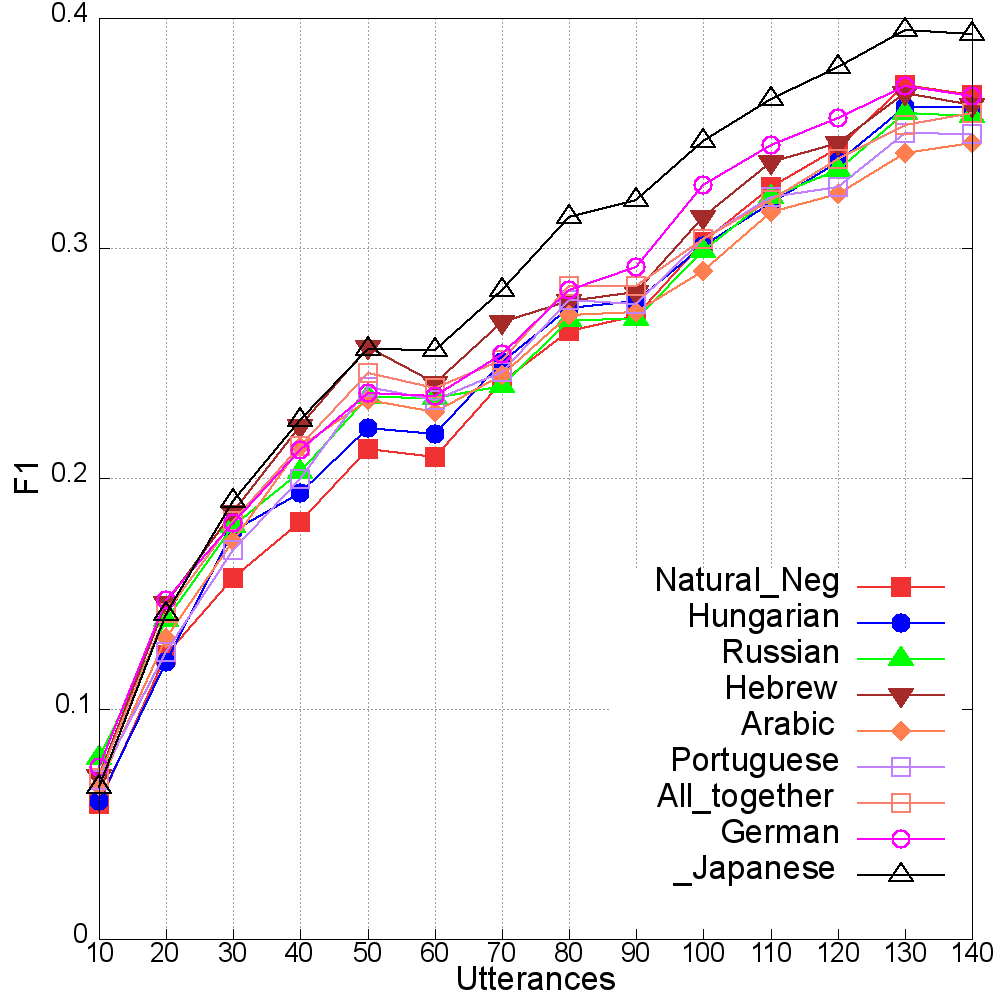 0.4
0.3
0.2
0.1
0
F1
Natural_Neg
Hungarian
Russian
Hebrew
Arabic
Portuguese
All_together
German
_Japanese
10 20 30 40 50 60 70 80 90 100 110 120 130 140
Utterances